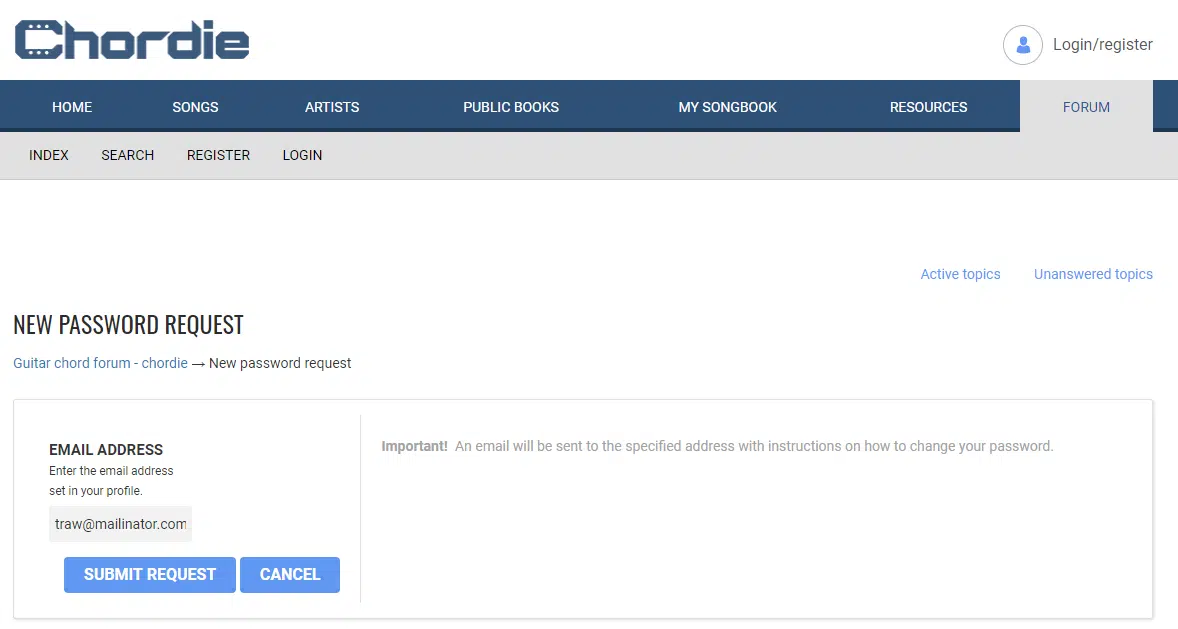 Chordie
Login/register
HOME SONGS ARTISTS PUBLIC BOOKS MY SONGBOOK RESOURCES FORUM
INDEX SEARCH REGISTER LOGIN
Active topics Unanswered topics
NEW PASSWORD REQUEST
Guitar chord forum - chordie → New password request
EMAIL ADDRESS
Enter the email address
set in your profile.
traw@mailinator.com
SUBMIT REQUEST CANCEL
Important! An email will be sent to the specified address with instructions on how to change your password.